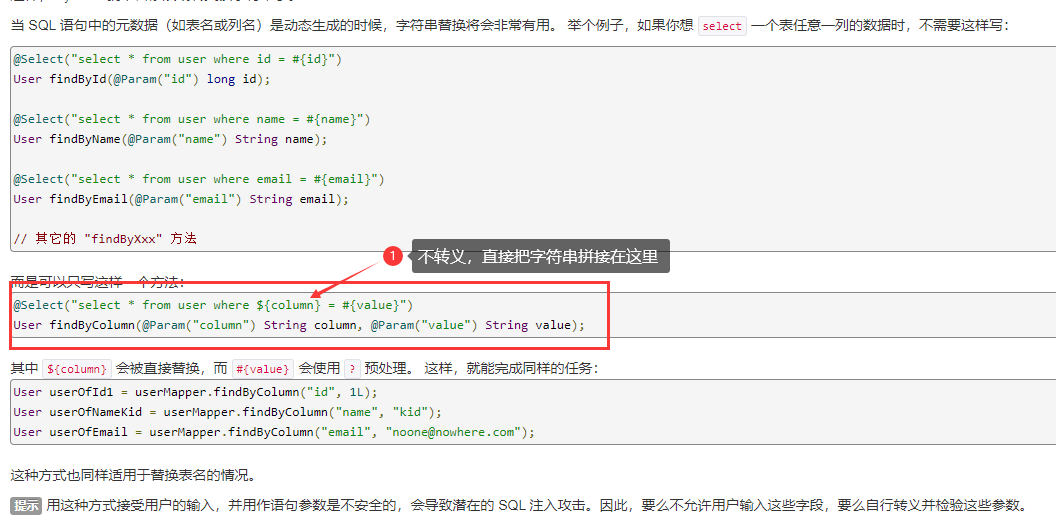 当 SQL 语句中的元数据（如表名或列名）是动态生成的时候，字符串替换将会非常有用。 举个例子，如果你想 select 一个表任意一列的数据时，不需要这样写：
@Select("select * from user where id = #{id}")
User findById(@Param("id") long id);
@Select("select * from user where name = #{name}")
User findByName(@Param("name") String name);
@Select("select * from user where email = #{email}")
User findByEmail(@Param("email") String email);
// 其它的 "findByXxx" 方法
1 不转义，直接把字符串拼接在这里
而是可以只写这样一个方法：
@Select("select * from user where ${column} = #{value}")
User findByColumn(@Param("column") String column, @Param("value") String value);
其中 ${column} 会被直接替换，而 #{value} 会使用 ? 预处理。 这样，就能完成同样的任务：
User userOfId1 = userMapper.findByColumn("id", 1L);
User userOfNameKid = userMapper.findByColumn("name", "kid");
User userOfEmail = userMapper.findByColumn("email", "noone@nowhere.com");
这种方式也同样适用于替换表名的情况。
提示 用这种方式接受用户的输入，并用作语句参数是不安全的，会导致潜在的 SQL 注入攻击。因此，要么不允许用户输入这些字段，要么自行转义并检验这些参数。